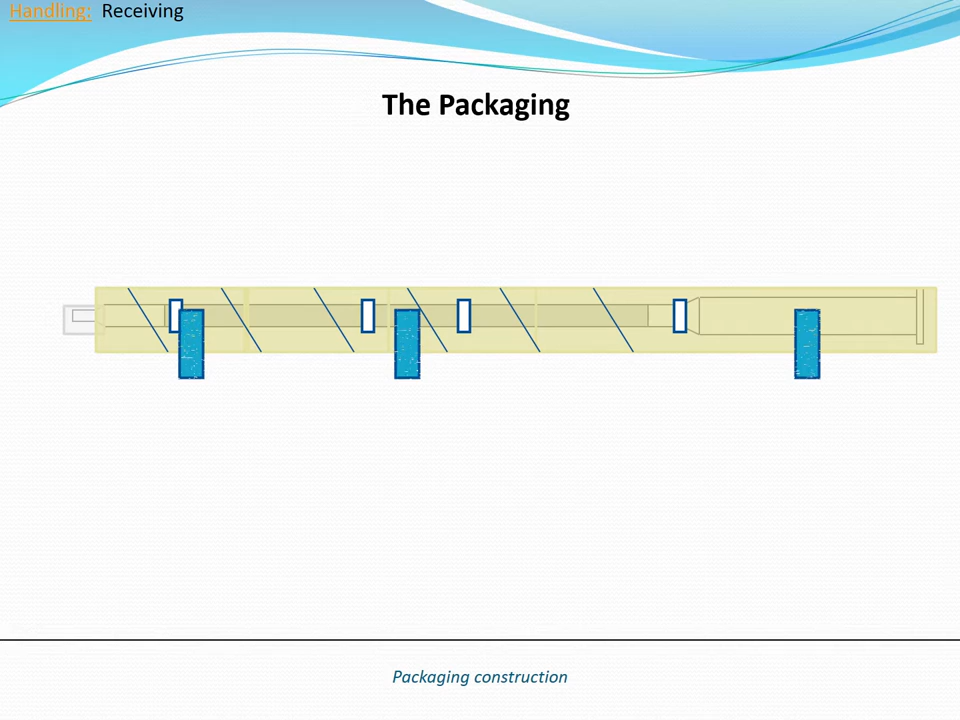 Handling: Receiving
The Packaging
Packaging construction